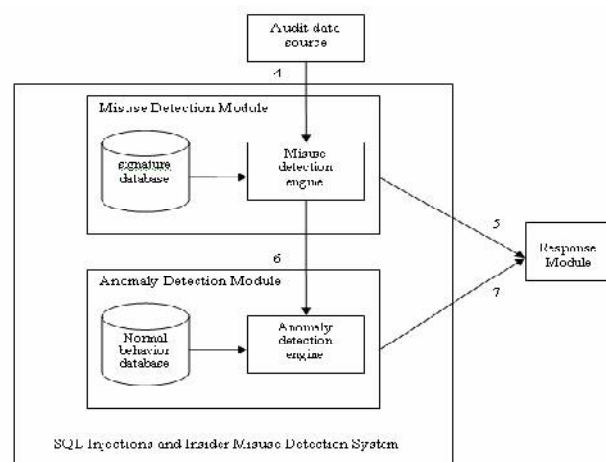 Audit data
source
4
Misuse Detection Module
signature
database
Misuse
detection
engine
5
Response
Module
6
7
Anomaly Detection Module
Normal
behavior
database
Anomaly
detection
engine
SQL Injections and Insider Misuse Detection System